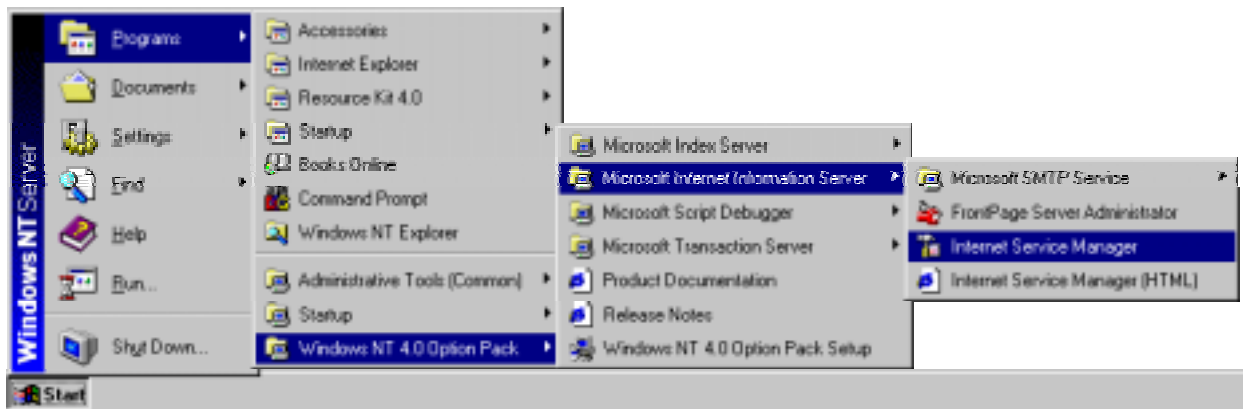 Windows NT Server
Programs
Documents
Settings
Find
Help
Run...
Shut Down...
Accessories
Internet Explorer
Resource Kit 4.0
Startup
Books Online
Command Prompt
Windows NT Explorer
Administrative Tools (Common)
Startup
Windows NT 4.0 Option Pack
Microsoft Index Server
Microsoft Internet Information Server
Microsoft Script Debugger
Microsoft Transaction Server
Product Documentation
Release Notes
Windows NT 4.0 Option Pack Setup
Microsoft SMTP Service
FrontPage Server Administrator
Internet Service Manager
Internet Service Manager (HTML)
Start